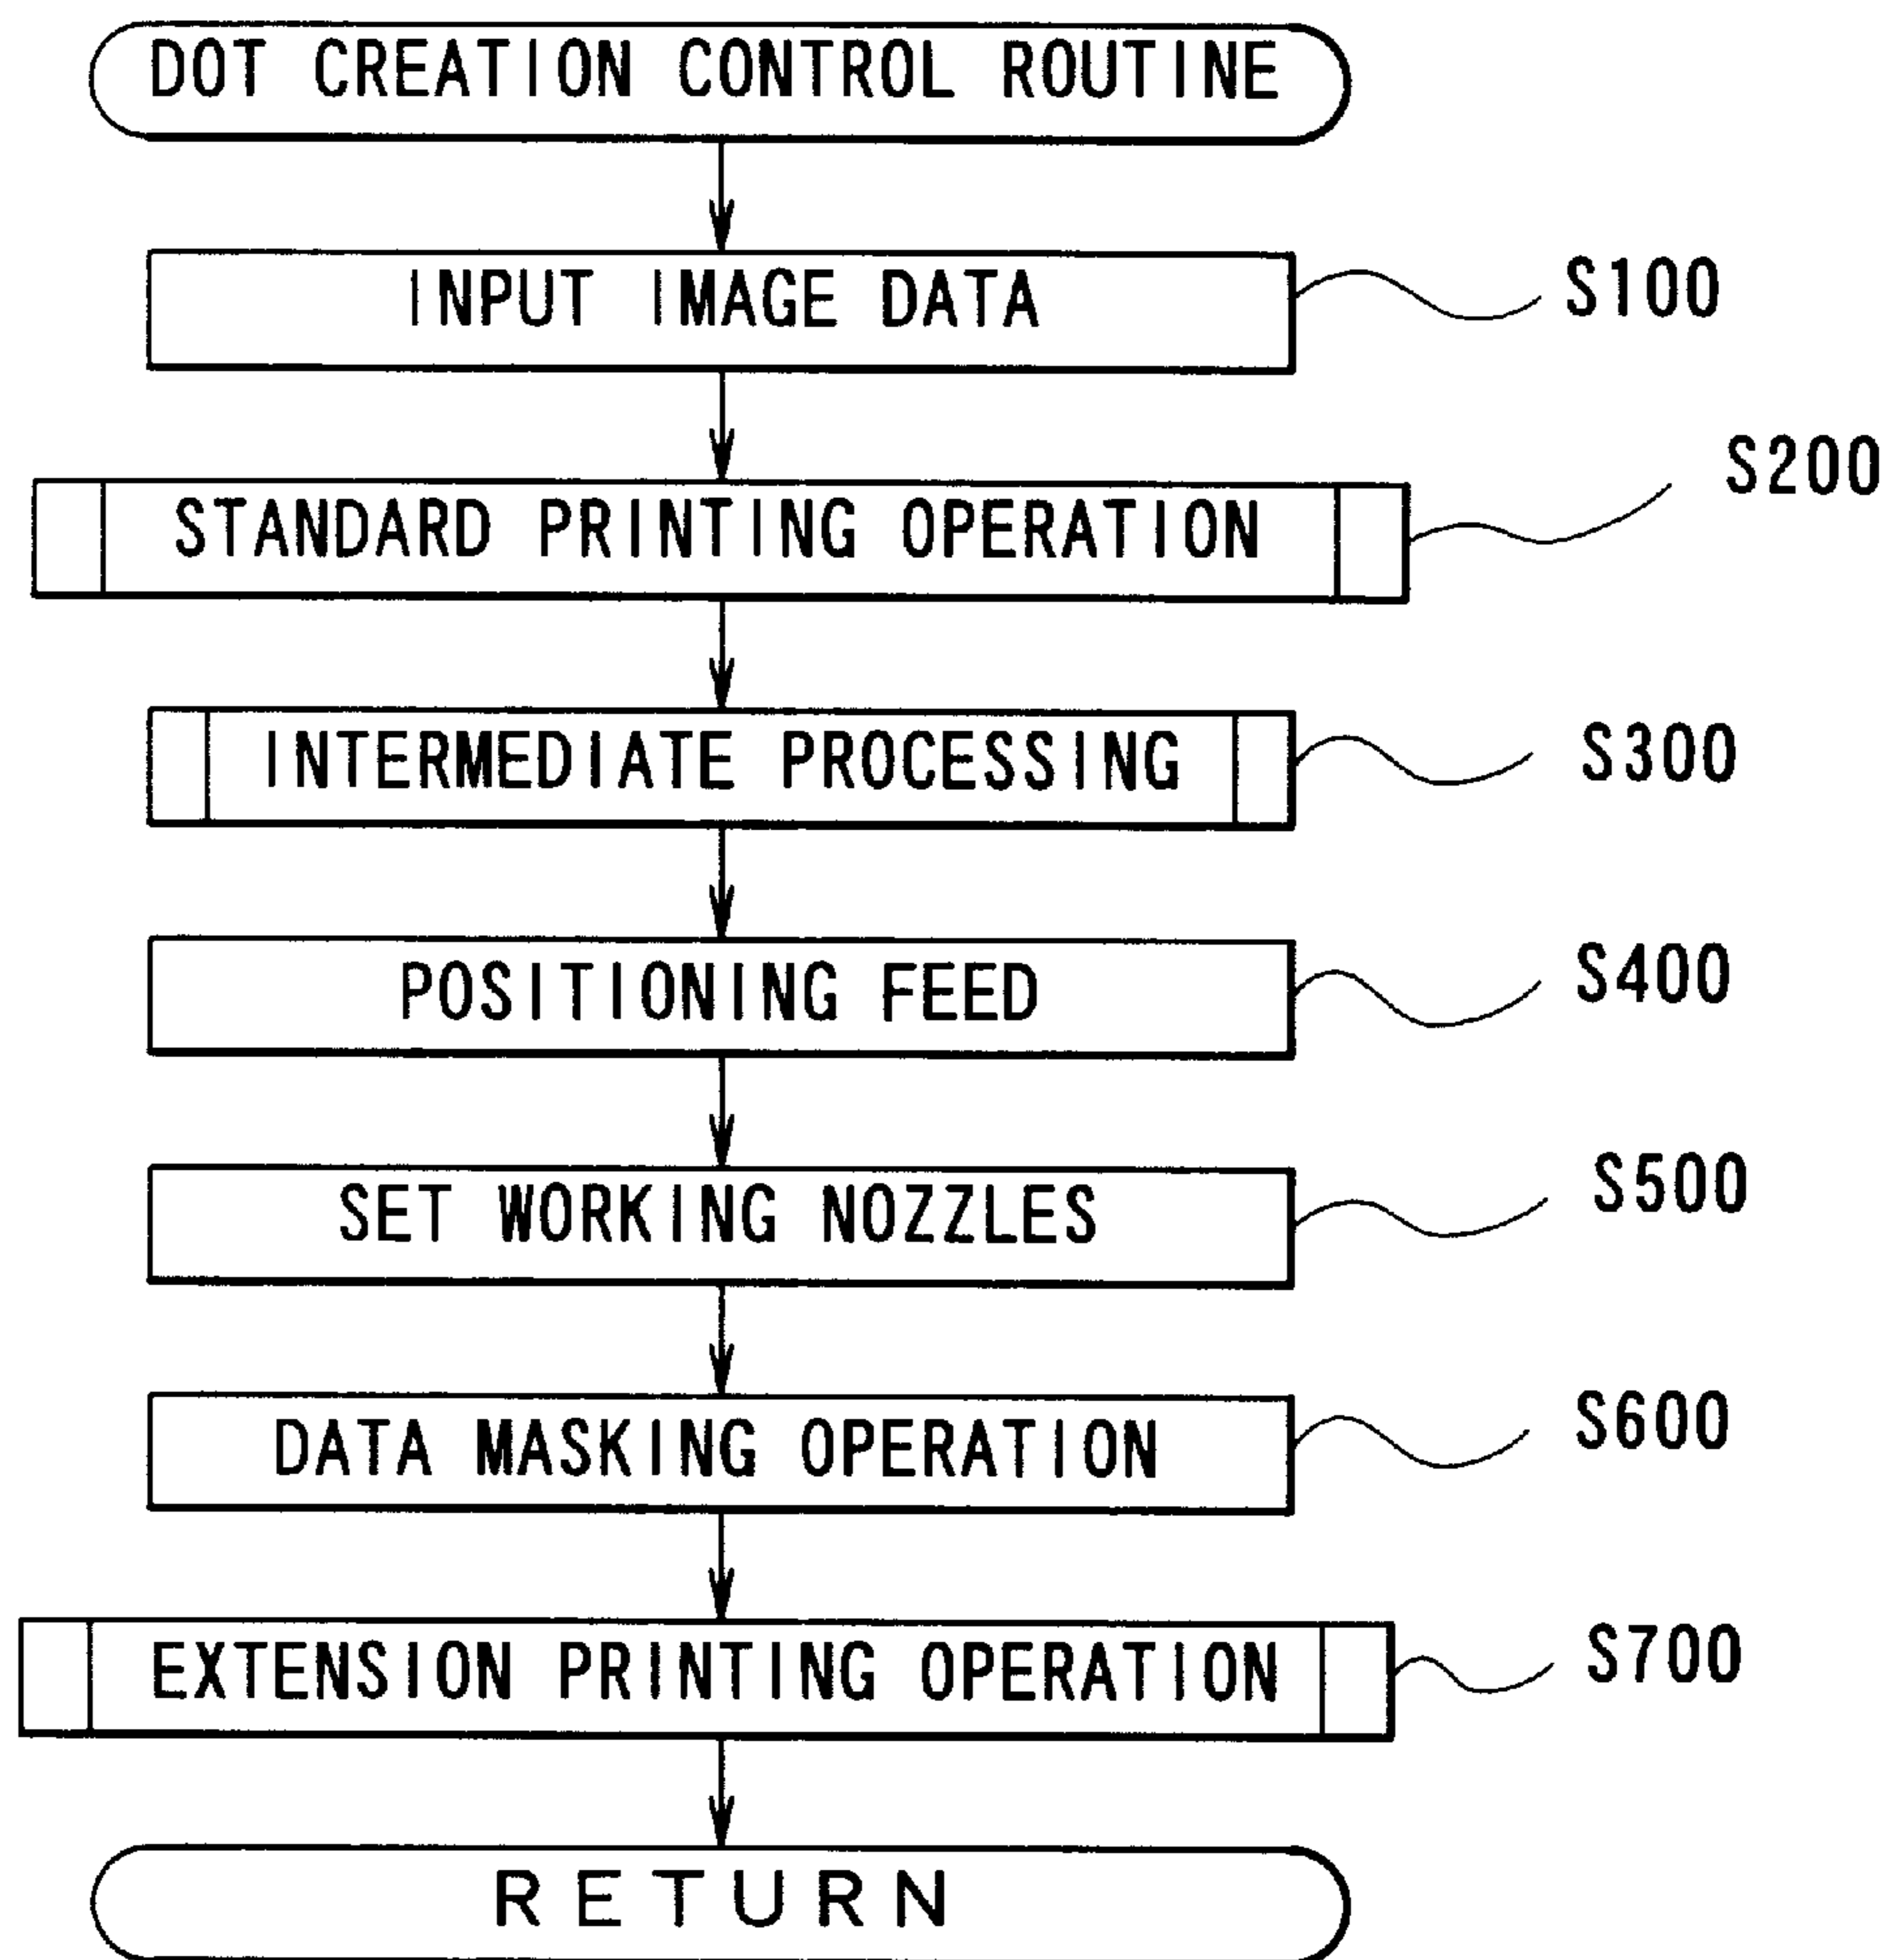 DOT CREATION CONTROL ROUTINE
INPUT IMAGE DATA S100
STANDARD PRINTING OPERATION S200
INTERMEDIATE PROCESSING S300
POSITIONING FEED S400
SET WORKING NOZZLES S500
DATA MASKING OPERATION S600
EXTENSION PRINTING OPERATION S700
RETURN